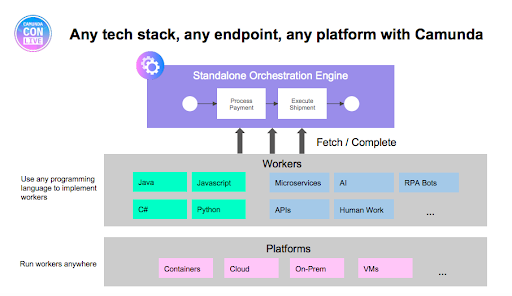 CAMUNDA
CON
LIVE
Any tech stack, any endpoint, any platform with Camunda
Standalone Orchestration Engine
Process
Payment
Execute
Shipment
Fetch / Complete
Use any programming
language to implement
workers
Workers
Java
Javascript
Microservices
AI
RPA Bots
C#
Python
APIs
Human Work
...
Run workers anywhere
Platforms
Containers
Cloud
On-Prem
VMs
...